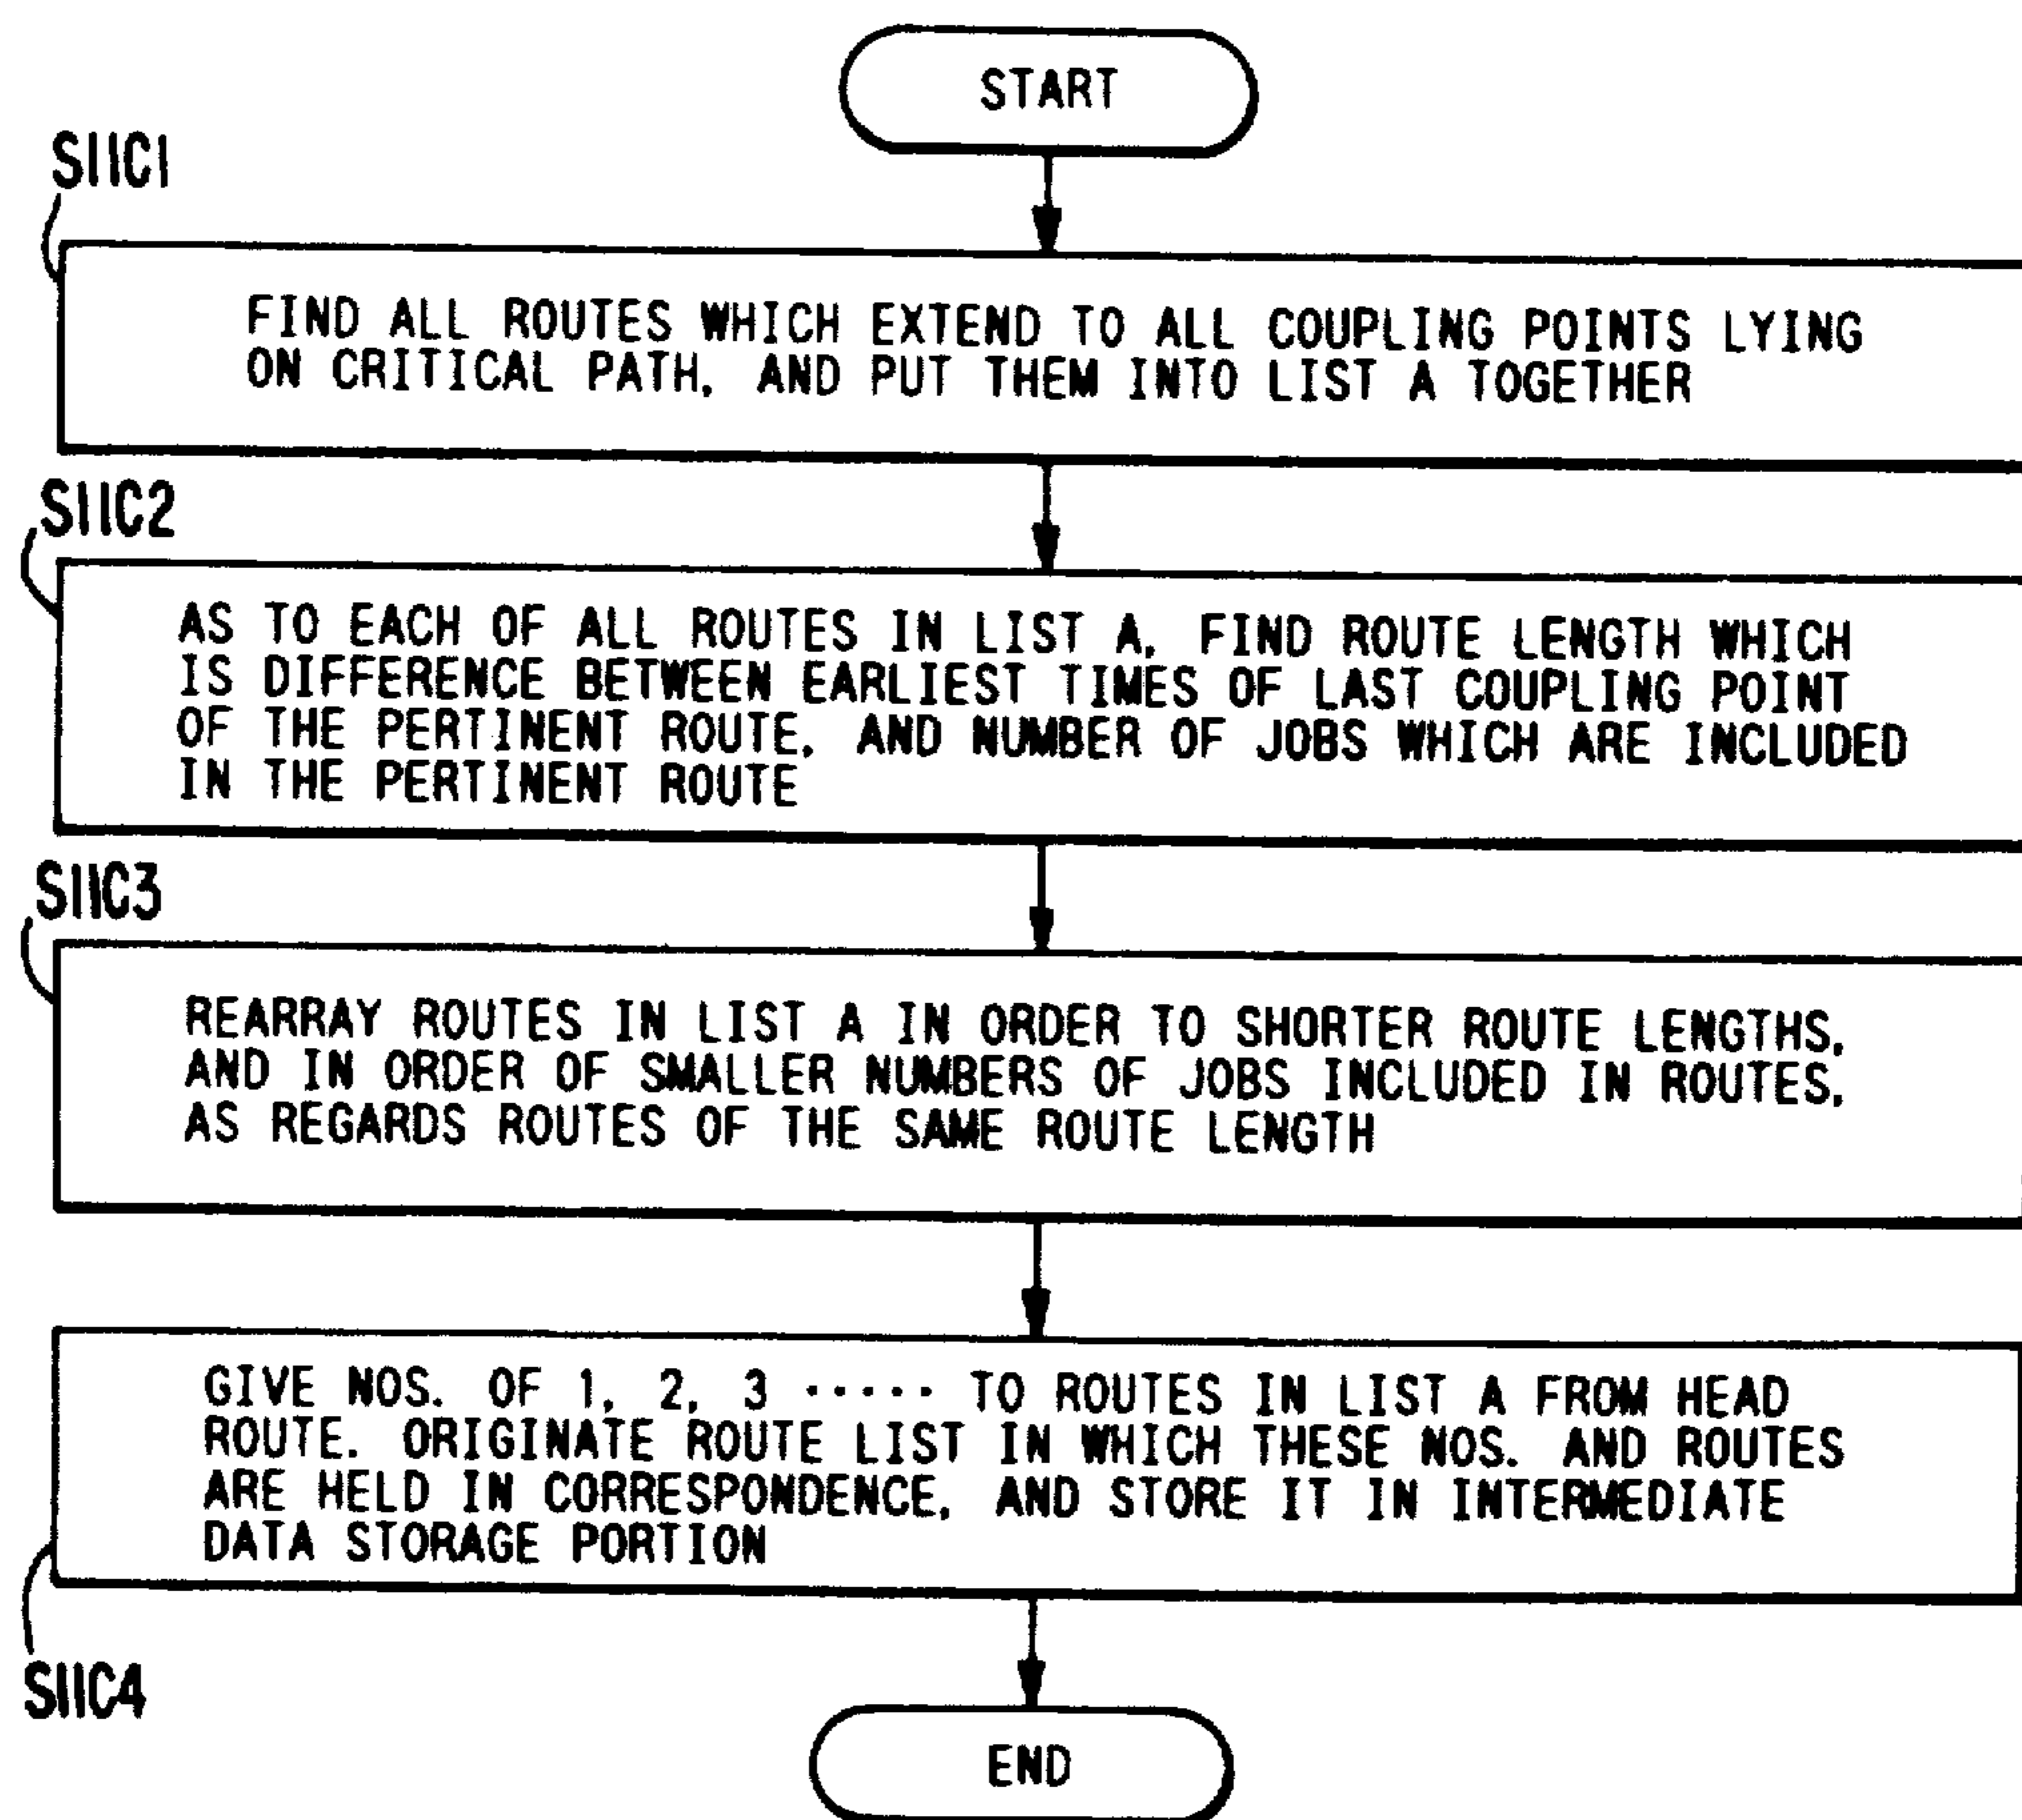 START
S11C1
FIND ALL ROUTES WHICH EXTEND TO ALL COUPLING POINTS LYING
ON CRITICAL PATH, AND PUT THEM INTO LIST A TOGETHER
S11C2
AS TO EACH OF ALL ROUTES IN LIST A, FIND ROUTE LENGTH WHICH
IS DIFFERENCE BETWEEN EARLIEST TIMES OF LAST COUPLING POINT
OF THE PERTINENT ROUTE, AND NUMBER OF JOBS WHICH ARE INCLUDED
IN THE PERTINENT ROUTE
S11C3
REARRAY ROUTES IN LIST A IN ORDER TO SHORTER ROUTE LENGTHS,
AND IN ORDER OF SMALLER NUMBERS OF JOBS INCLUDED IN ROUTES,
AS REGARDS ROUTES OF THE SAME ROUTE LENGTH
GIVE NOS. OF 1, 2, 3 ····· TO ROUTES IN LIST A FROM HEAD
ROUTE. ORIGINATE ROUTE LIST IN WHICH THESE NOS. AND ROUTES
ARE HELD IN CORRESPONDENCE, AND STORE IT IN INTERMEDIATE
DATA STORAGE PORTION
S11C4
END